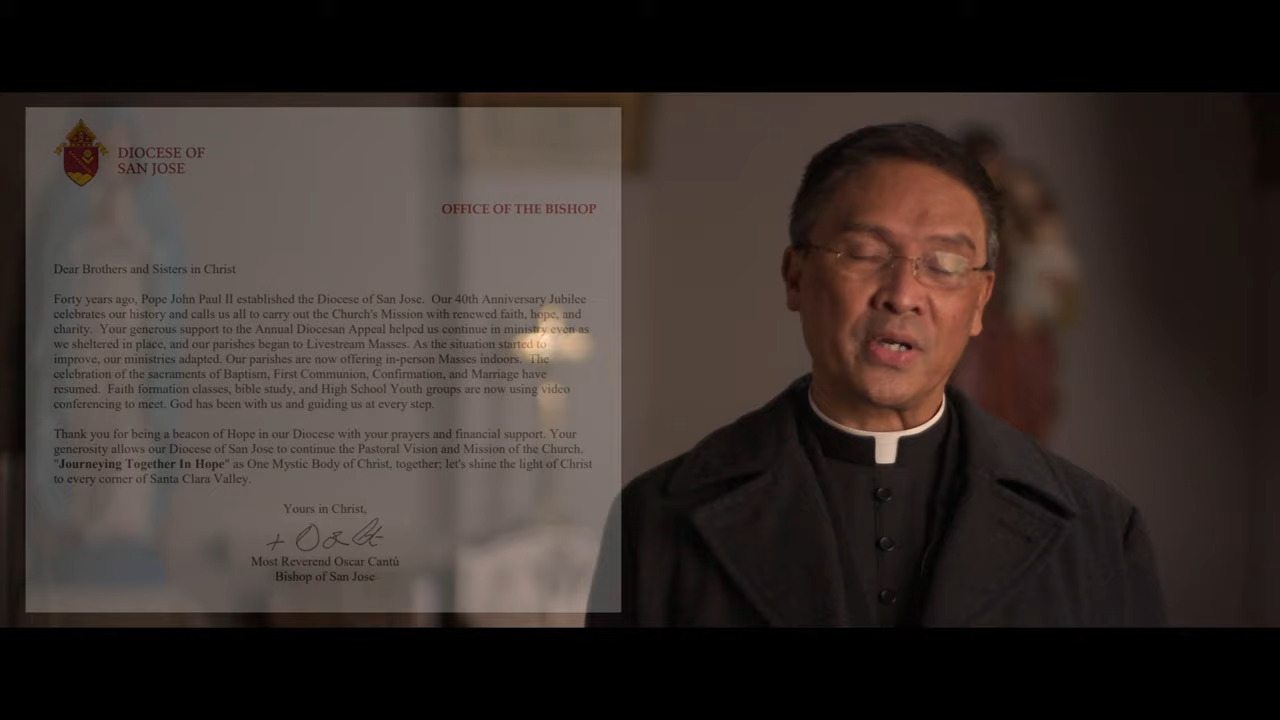 DIOCESE OF
SAN JOSE
OFFICE OF THE BISHOP
Dear Brothers and Sisters in Christ
Forty years ago, Pope John Paul II established the Diocese of San Jose. Our 40th Anniversary Jubilee
celebrates our history and calls us all to carry out the Church's Mission with renewed faith, hope, and
charity. Your generous support to the Annual Diocesan Appeal helped us continue in ministry even as
we sheltered in place, and our parishes began to Livestream Masses. As the situation started to
improve, our ministries adapted. Our parishes are now offering in-person Masses indoors. The
celebration of the sacraments of Baptism, First Communion, Confirmation, and Marriage have
resumed. Faith formation classes, bible study, and High School Youth groups are now using video
conferencing to meet. God has been with us and guiding us at every step.
Thank you for being a beacon of Hope in our Diocese with your prayers and financial support. Your
generosity allows our Diocese of San Jose to continue the Pastoral Vision and Mission of the Church.
"Journeying Together In Hope" as One Mystic Body of Christ, together; let's shine the light of Christ
to every corner of Santa Clara Valley.
Yours in Christ,
Most Reverend Oscar Cantú
Bishop of San Jose